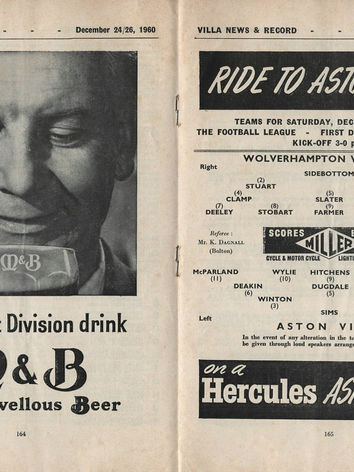 - - - December 24/26, 1960
M&B
t Division drink
M & B
vellous Beer
164
VILLA NEWS & RECORD - -
RIDE TO ASTO
TEAMS FOR SATURDAY, DEC
THE FOOTBALL LEAGUE - FIRST D
KICK-OFF 3-0 p
WOLVERHAMPTON V
Right
SIDEBOTTOM
(2)
STUART
(4) (5)
CLAMP SLATER
(7) (8) (9)
DEELEY STOBART FARMER
Referee:
Mr. K. DAGNALL
(Bolton)
SCORES B
MILLER
CYCLE & MOTOR CYCLE LIGHTI
McPARLAND WYLIE HITCHENS
(11) (10) (9)
DEAKIN DUGDALE
(6) (5)
WINTON
(3)
SIMS
Left
ASTON VI
In the event of any alteration in the te
be given through loud speakers arrange
on a
Hercules AS
165